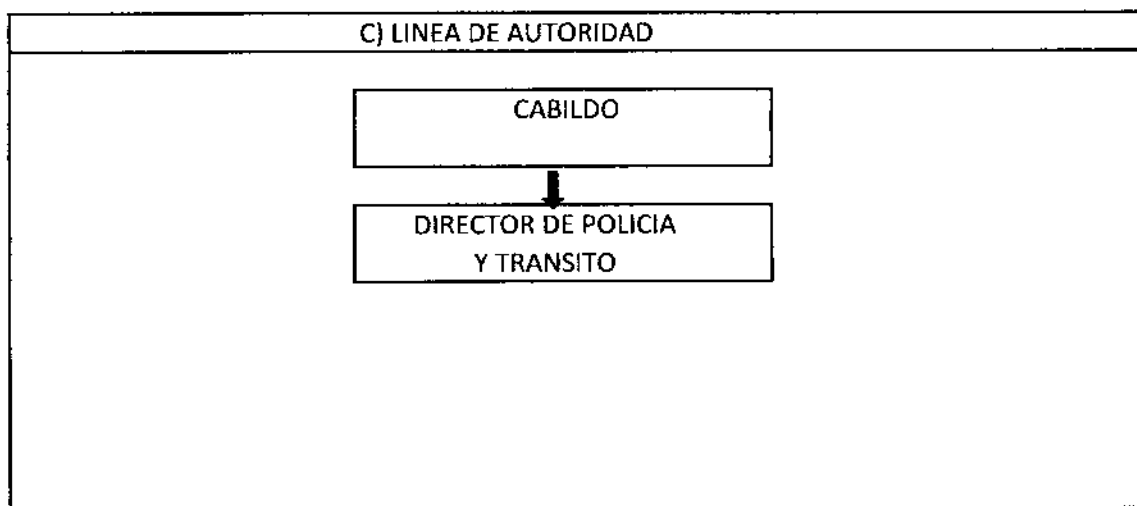 C) LINEA DE AUTORIDAD
CABILDO
DIRECTOR DE POLICIA
Y TRANSITO